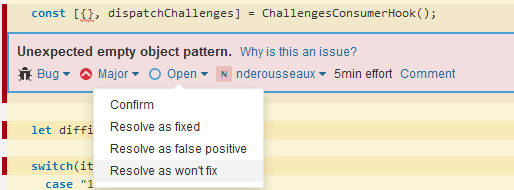 const [{}, dispatchChallenges] = ChallengesConsumerHook();
Unexpected empty object pattern. Why is this an issue?
Bug Major Open N nderousseaux 5min effort Comment
Confirm
Resolve as fixed
let diffi
Resolve as false positive
Resolve as won't fix
switch(it
case "1